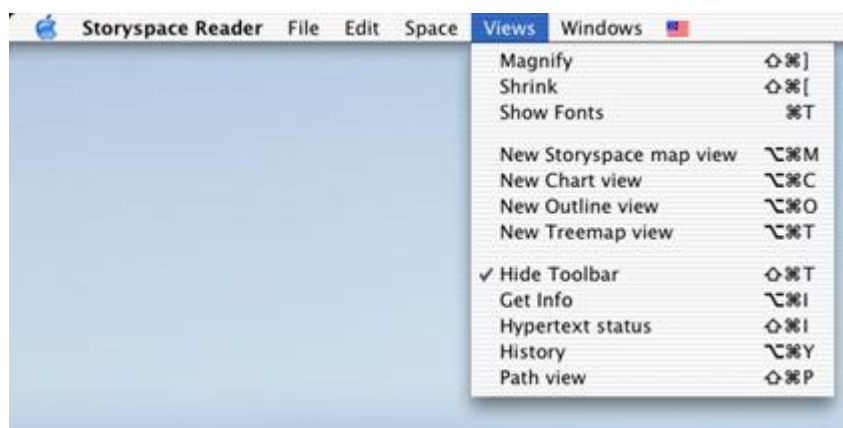 Storyspace Reader File Edit Space Views Windows
Magnify ⇧⌘]
Shrink ⇧⌘[
Show Fonts ⌘T
New Storyspace map view ⌥⌘M
New Chart view ⌥⌘C
New Outline view ⌥⌘O
New Treemap view ⌥⌘T
✓ Hide Toolbar ⇧⌘T
Get Info ⌥⌘I
Hypertext status ⇧⌘I
History ⌥⌘Y
Path view ⇧⌘P